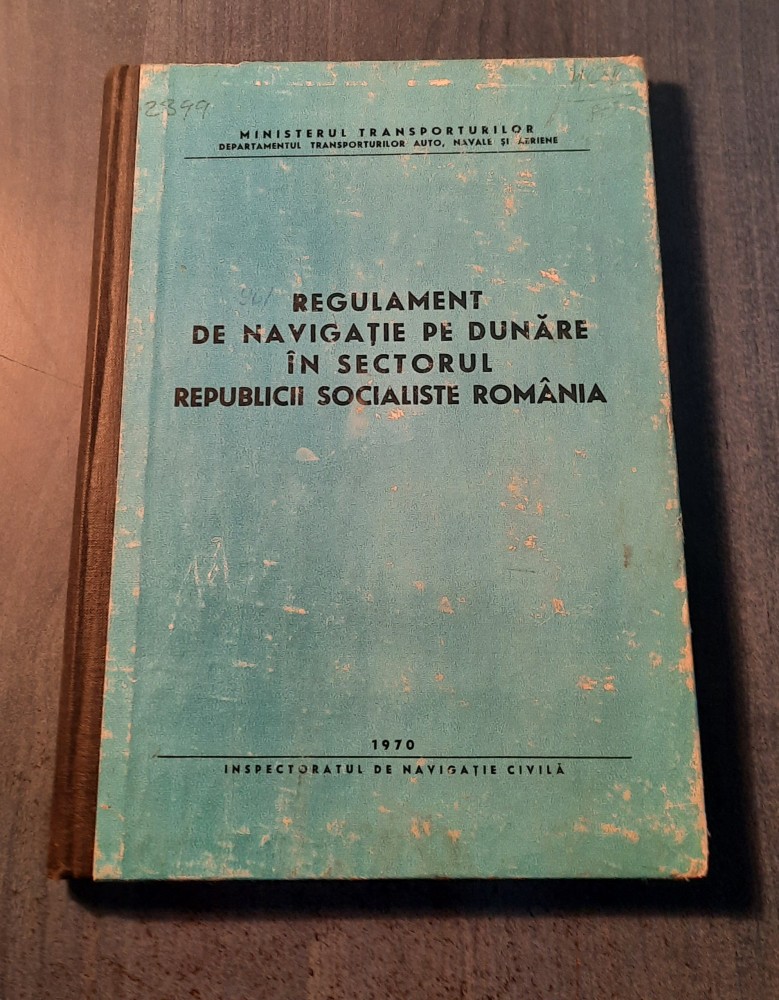 2399
MINISTERUL TRANSPORTURILOR
DEPARTAMENTUL TRANSPORTURILOR AUTO, NAVALE ȘI AERIENE
REGULAMENT
DE NAVIGAȚIE PE DUNĂRE
ÎN SECTORUL
REPUBLICII SOCIALISTE ROMÂNIA
1970
INSPECTORATUL DE NAVIGAȚIE CIVILĂ